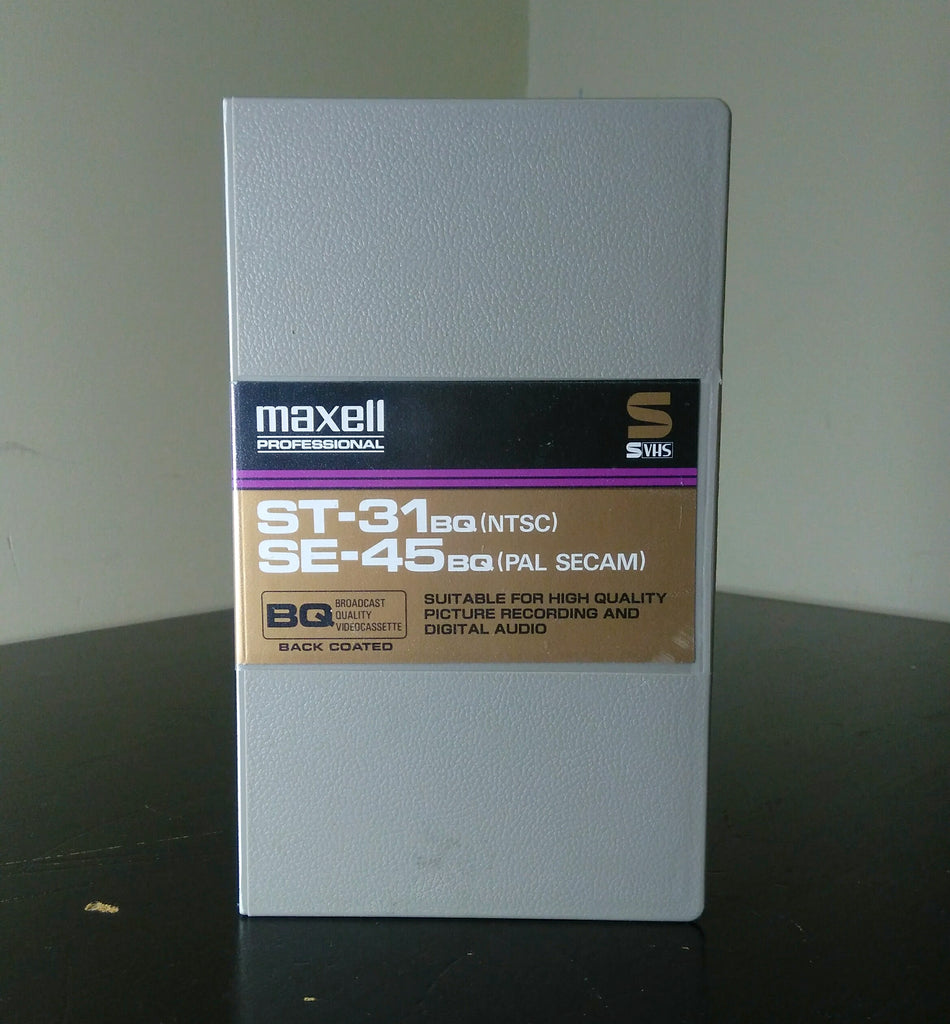 maxell
PROFESSIONAL
S
S VHS
ST-31BQ (NTSC)
SE-45BQ (PAL SECAM)
BQ BROADCAST
QUALITY
VIDEOCASSETTE
BACK COATED
SUITABLE FOR HIGH QUALITY
PICTURE RECORDING AND
DIGITAL AUDIO